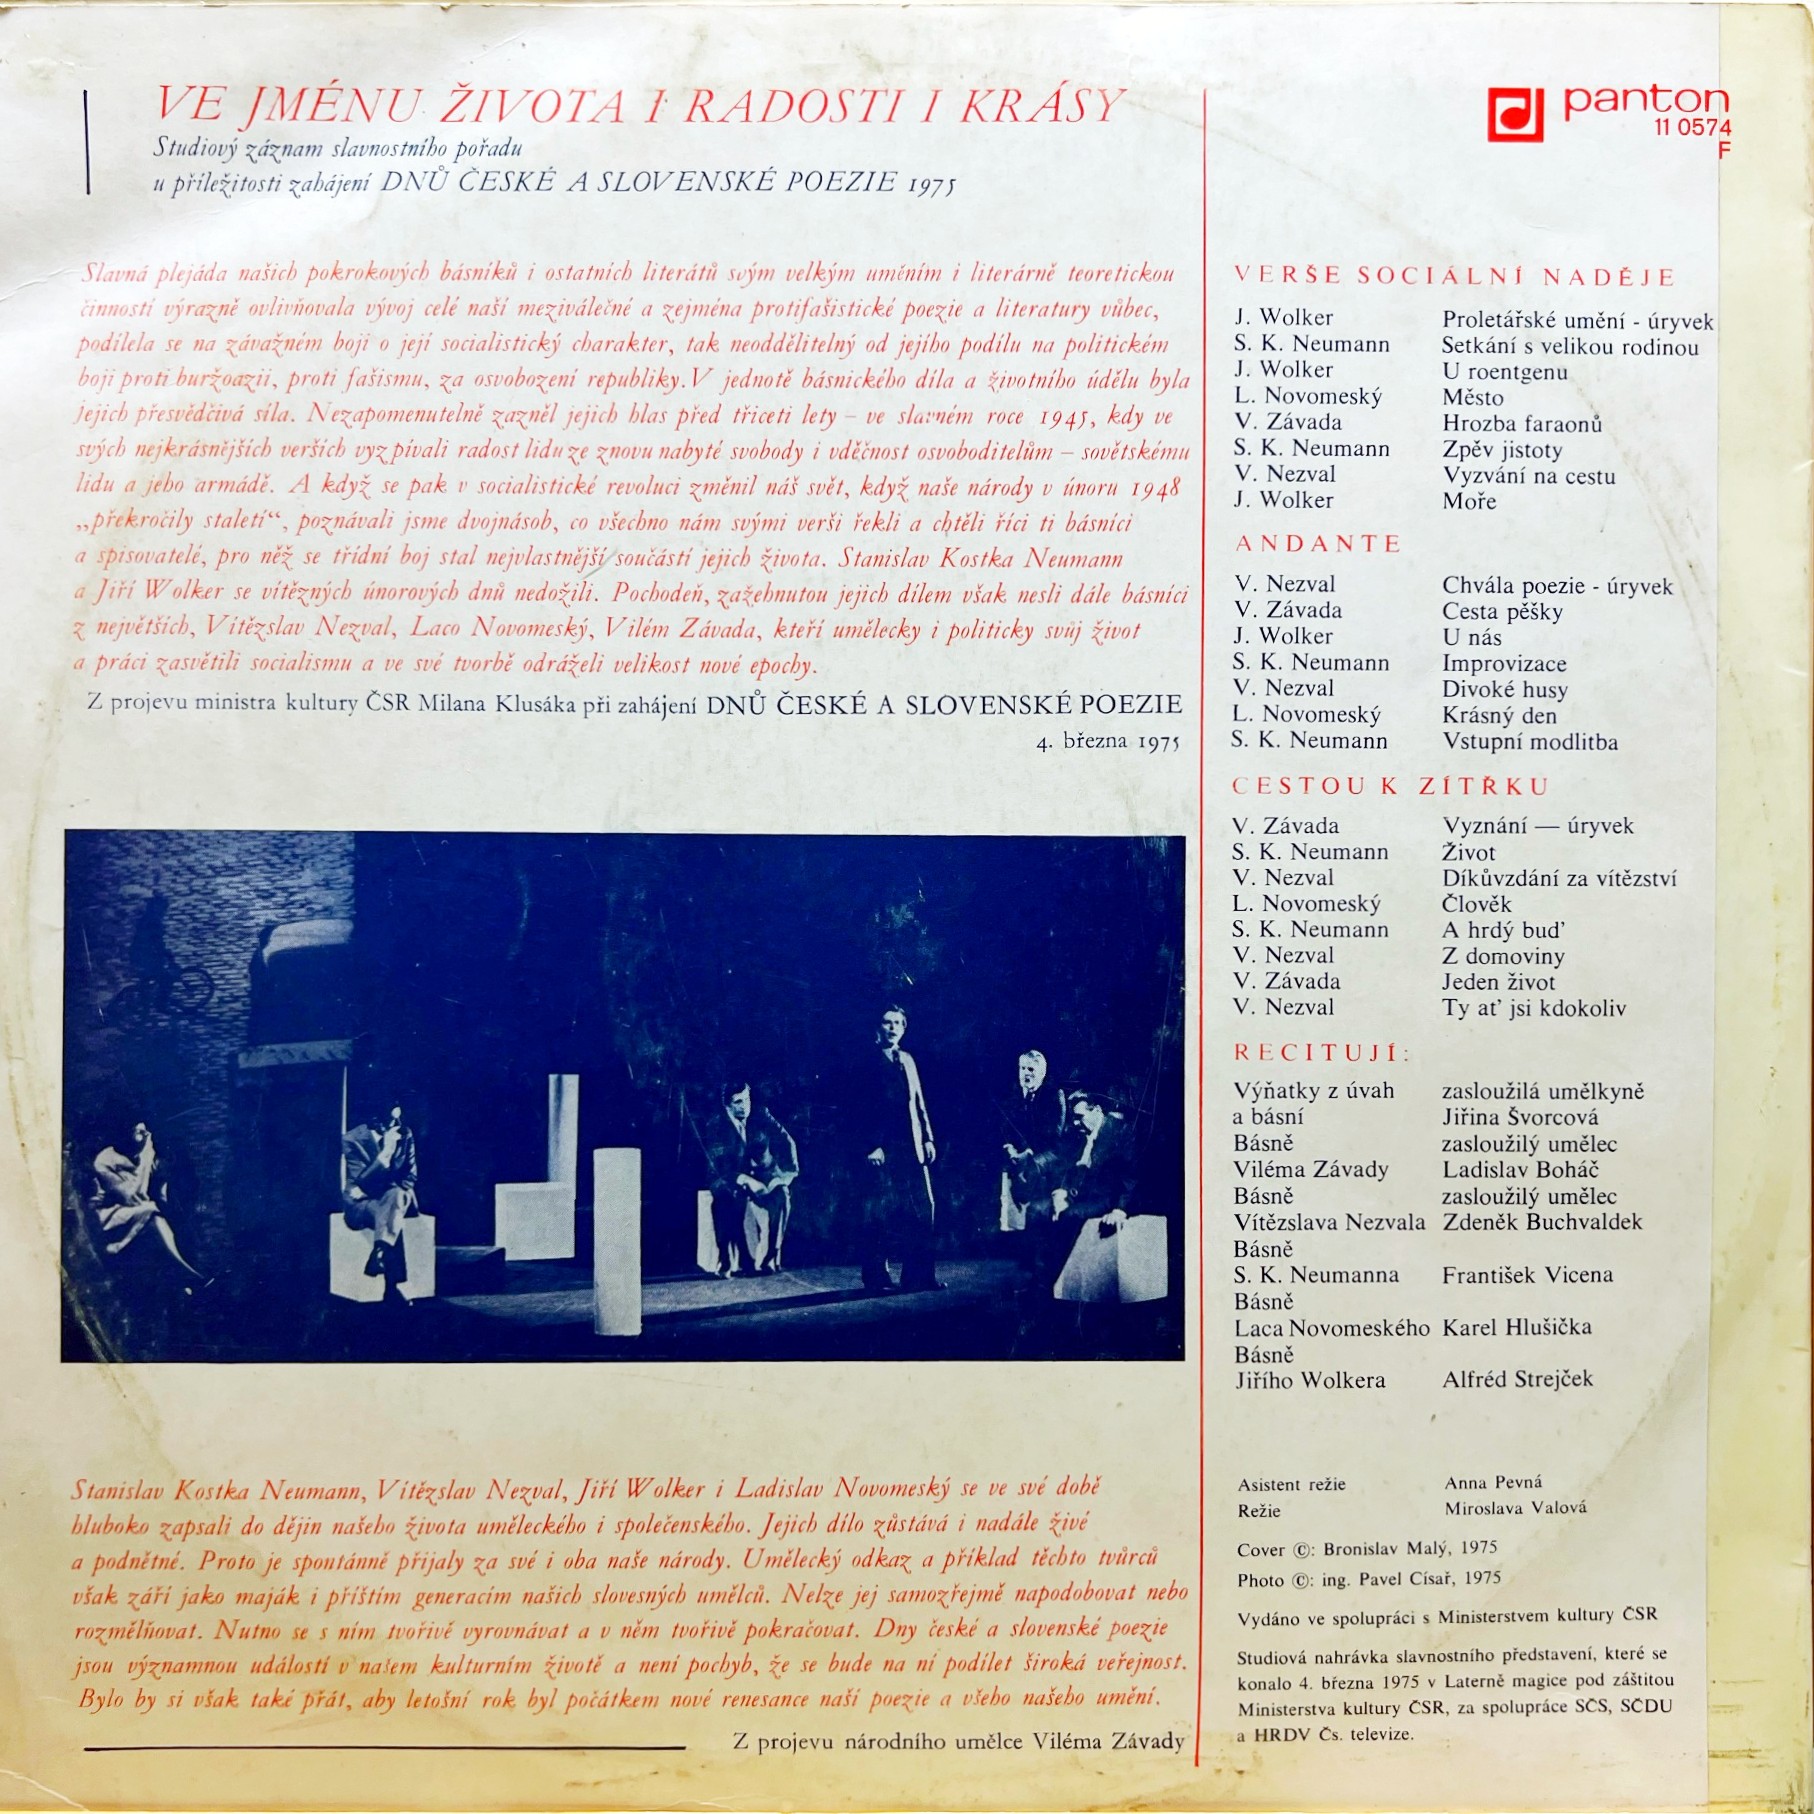 VE JMÉNU ŽIVOTA I RADOSTI I KRÁSY
Studiový záznam slavnostního pořadu
u příležitosti zahájení DNŮ ČESKÉ A SLOVENSKÉ POEZIE 1975
panton
11 0574
F
Slavná plejáda našich pokrokových básníků i ostatních literátů svým velkým uměním i literárně teoretickou
činností výrazně ovlivňovala vývoj celé naší meziválečné a zejména protifašistické poezie a literatury vůbec,
podílela se na závažném boji o její socialistický charakter, tak neoddělitelný od jejího podílu na politickém
boji proti buržoazii, proti fašismu, za osvobození republiky. V jednotě básnického díla a životního údělu byla
jejich přesvědčivá síla. Nezapomenutelně zazněl jejich hlas před třiceti lety – ve slavném roce 1945, kdy ve
svých nejkrásnějších verších vyzpívali radost lidu ze znovu nabyté svobody i vděčnost osvoboditelům – sovětskému
lidu a jeho armádě. A když se pak v socialistické revoluci změnil náš svět, když naše národy v únoru 1948
„překročily staletí“, poznávali jsme dvojnásob, co všechno nám svými verši řekli a chtěli říci ti básníci
a spisovatelé, pro něž se třídní boj stal nejvlastnější součástí jejich života. Stanislav Kostka Neumann
a Jiří Wolker se vítězných únorových dnů nedožili. Pochodeň, zažehnutou jejich dílem však nesli dále básníci
z největších, Vítězslav Nezval, Laco Novomeský, Vilém Závada, kteří umělecky i politicky svůj život
a práci zasvětili socialismu a ve své tvorbě odráželi velikost nové epochy.
Z projevu ministra kultury ČSR Milana Klusáka při zahájení DNŮ ČESKÉ A SLOVENSKÉ POEZIE
4. března 1975
Stanislav Kostka Neumann, Vítězslav Nezval, Jiří Wolker i Ladislav Novomeský se ve své době
hluboko zapsali do dějin našeho života uměleckého i společenského. Jejich dílo zůstává i nadále živé
a podnětné. Proto je spontánně přijaly za své i oba naše národy. Umělecký odkaz a příklad těchto tvůrců
však září jako maják i příštím generacím našich slovesných umělců. Nelze jej samozřejmě napodobovat nebo
rozmělňovat. Nutno se s ním tvořivě vyrovnávat a v něm tvořivě pokračovat. Dny české a slovenské poezie
jsou významnou událostí v našem kulturním životě a není pochyb, že se bude na ní podílet široká veřejnost.
Bylo by si však také přát, aby letošní rok byl počátkem nové renesance naší poezie a všeho našeho umění.
Z projevu národního umělce Viléma Závady
VERŠE SOCIÁLNÍ NADĚJE
J. Wolker Proletářské umění - úryvek
S. K. Neumann Setkání s velikou rodinou
J. Wolker U roentgenu
L. Novomeský Město
V. Závada Hrozba faraonů
S. K. Neumann Zpěv jistoty
V. Nezval Vyzvání na cestu
J. Wolker Moře
ANDANTE
V. Nezval Chvála poezie - úryvek
V. Závada Cesta pěšky
J. Wolker U nás
S. K. Neumann Improvizace
V. Nezval Divoké husy
L. Novomeský Krásný den
S. K. Neumann Vstupní modlitba
CESTOU K ZÍTŘKU
V. Závada Vyznání — úryvek
S. K. Neumann Život
V. Nezval Díkůvzdání za vítězství
L. Novomeský Člověk
S. K. Neumann A hrdý buď
V. Nezval Z domoviny
V. Závada Jeden život
V. Nezval Ty ať jsi kdokoliv
RECITUJÍ:
Výňatky z úvah zasloužilá umělkyně
a básní Jiřina Švorcová
Básně zasloužilý umělec
Viléma Závady Ladislav Boháč
Básně zasloužilý umělec
Vítězslava Nezvala Zdeněk Buchvaldek
Básně
S. K. Neumanna František Vicena
Básně
Laca Novomeského Karel Hlušička
Básně
Jiřího Wolkera Alfréd Strejček
Asistent režie Anna Pevná
Režie Miroslava Valová
Cover ©: Bronislav Malý, 1975
Photo ©: ing. Pavel Císař, 1975
Vydáno ve spolupráci s Ministerstvem kultury ČSR
Studiová nahrávka slavnostního představení, které se
konalo 4. března 1975 v Laterně magice pod záštitou
Ministerstva kultury ČSR, za spolupráce SČS, SČDU
a HRDV Čs. televize.